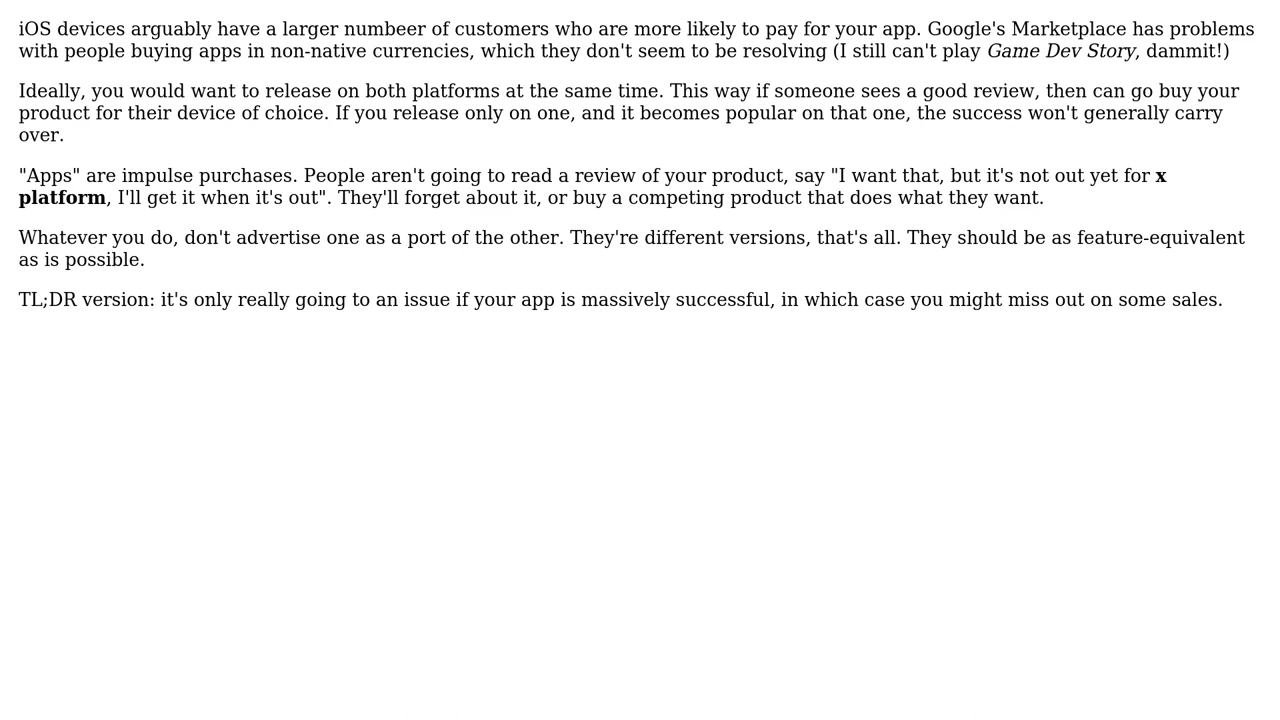 iOS devices arguably have a larger numbeer of customers who are more likely to pay for your app. Google's Marketplace has problems
with people buying apps in non-native currencies, which they don't seem to be resolving (I still can't play Game Dev Story, dammit!)
Ideally, you would want to release on both platforms at the same time. This way if someone sees a good review, then can go buy your
product for their device of choice. If you release only on one, and it becomes popular on that one, the success won't generally carry
over.
"Apps" are impulse purchases. People aren't going to read a review of your product, say "I want that, but it's not out yet for x
platform, I'll get it when it's out". They'll forget about it, or buy a competing product that does what they want.
Whatever you do, don't advertise one as a port of the other. They're different versions, that's all. They should be as feature-equivalent
as is possible.
TL;DR version: it's only really going to an issue if your app is massively successful, in which case you might miss out on some sales.